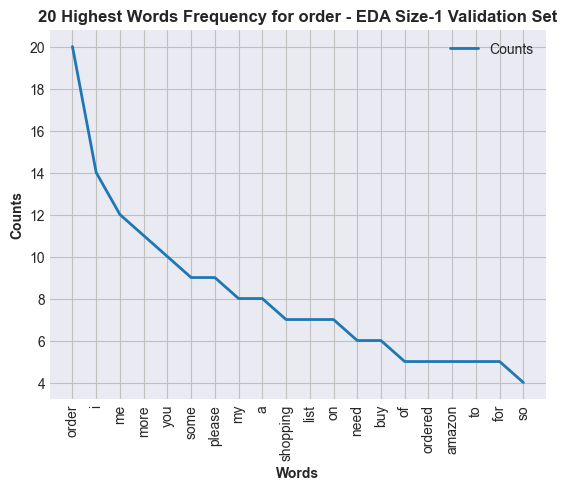 20 Highest Words Frequency for order - EDA Size-1 Validation Set
Counts
20
18
16
14
12
10
8
6
4
Counts
order
i
me
more
you
some
please
my
a
shopping
list
on
need
buy
of
ordered
amazon
to
for
so
Words